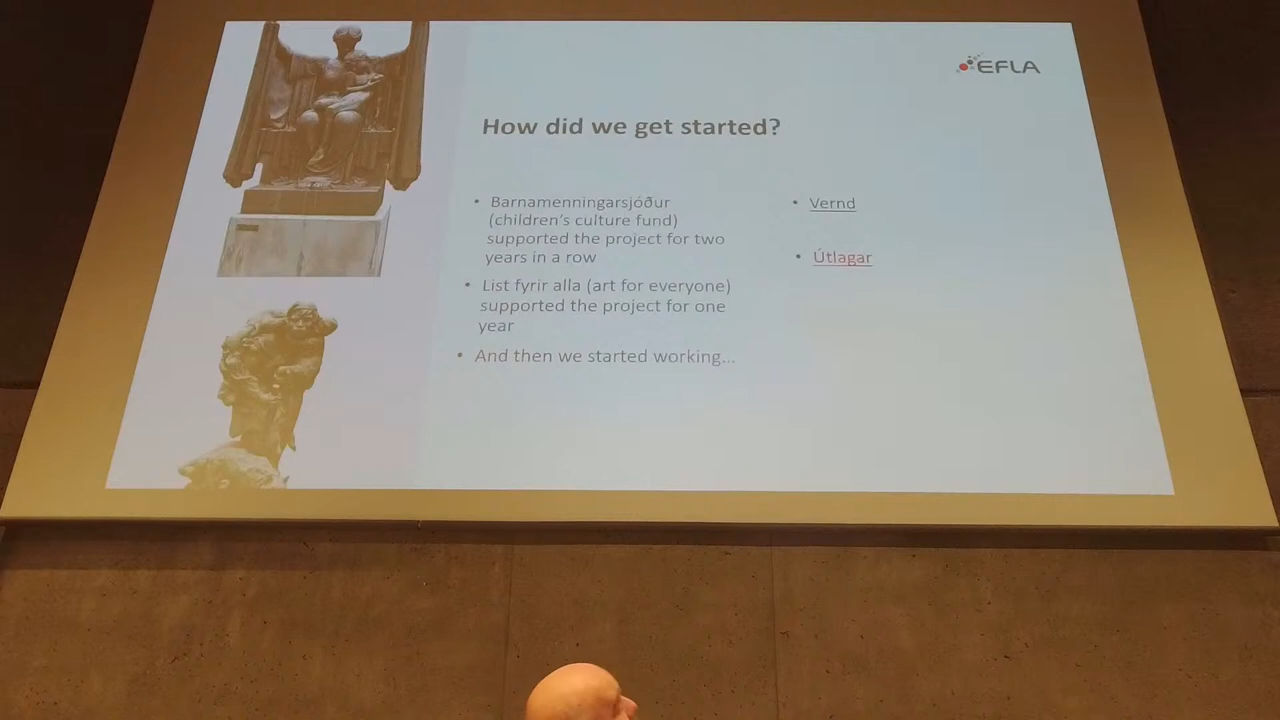 EFLA
How did we get started?
• Barnamenningarsjóður
(children's culture fund)
supported the project for two
years in a row
• List fyrir alla (art for everyone)
supported the project for one
year
• And then we started working...
• Vernd
• Útlagar